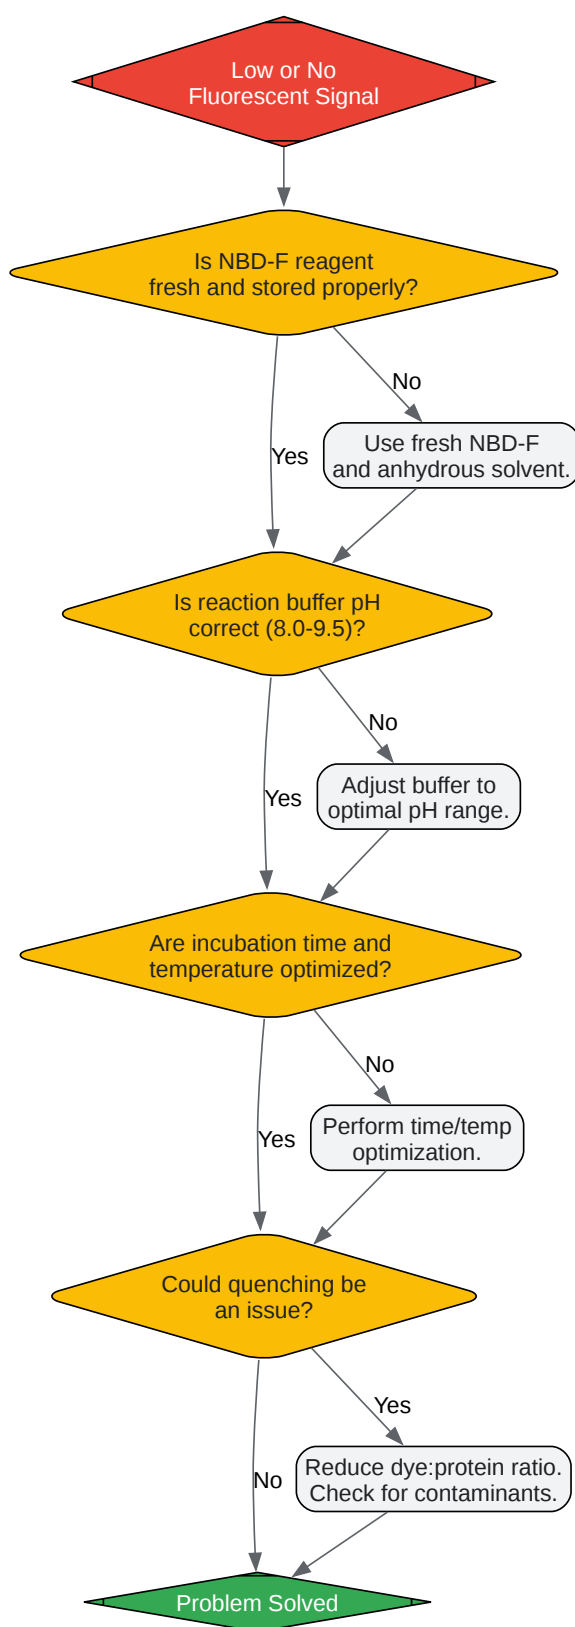 Low or No
Fluorescent Signal
Is NBD-F reagent
fresh and stored properly?
No
Yes
Use fresh NBD-F
and anhydrous solvent.
Is reaction buffer pH
correct (8.0-9.5)?
No
Yes
Adjust buffer to
optimal pH range.
Are incubation time and
temperature optimized?
No
Yes
Perform time/temp
optimization.
Could quenching be
an issue?
Yes
No
Reduce dye:protein ratio.
Check for contaminants.
Problem Solved